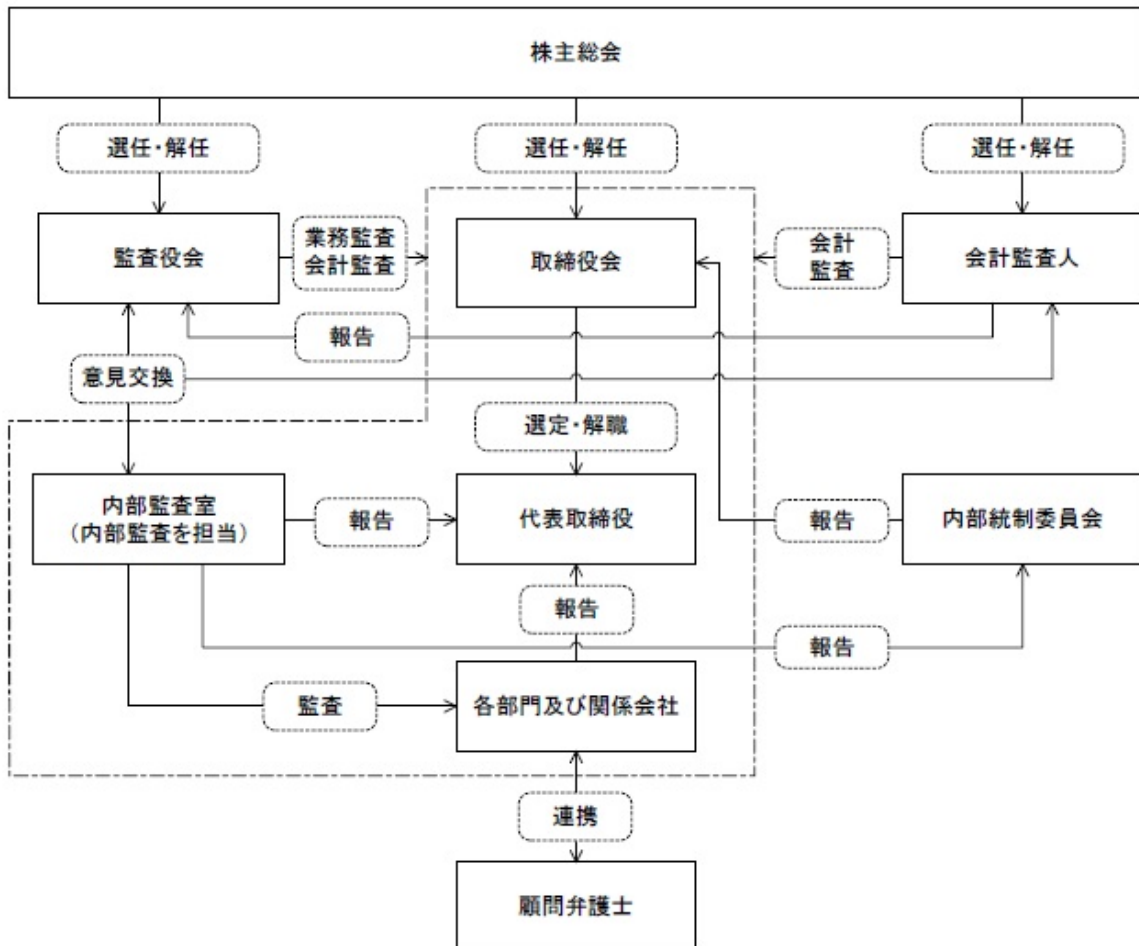 株主総会
選任・解任
選任・解任
選任・解任
監査役会
業務監査
会計監査
取締役会
会計
監査
会計監査人
報告
意見交換
選定・解職
内部監査室
(内部監査を担当)
報告
代表取締役
報告
内部統制委員会
報告
報告
監査
各部門及び関係会社
連携
顧問弁護士